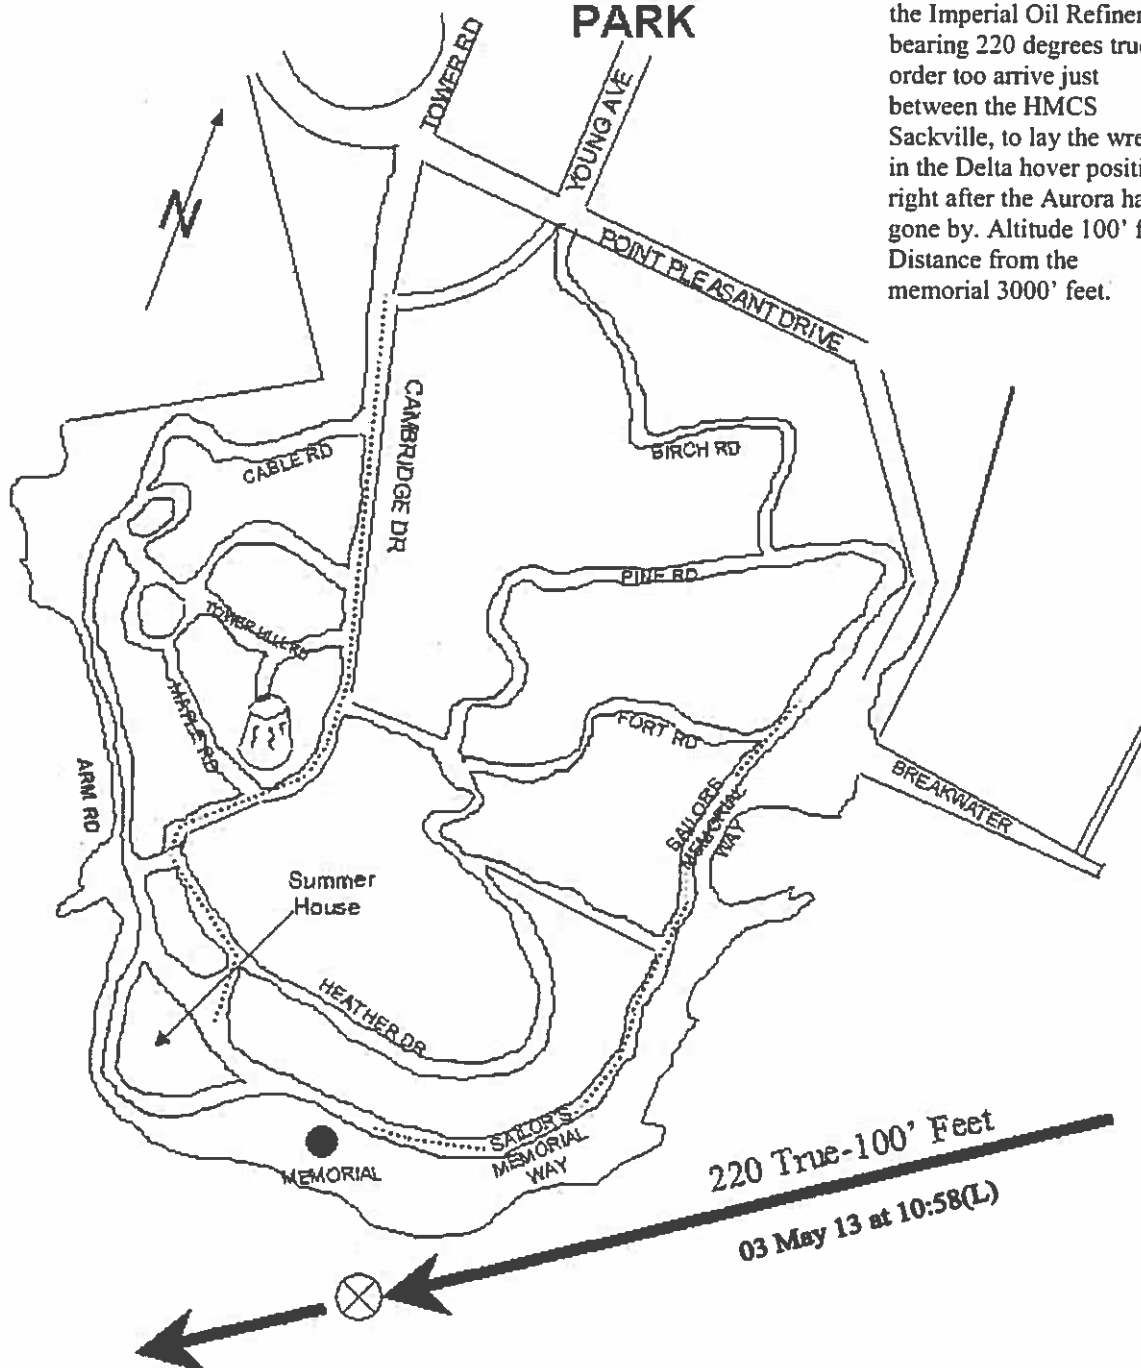 PARK
the Imperial Oil Refiner
bearing 220 degrees true
order too arrive just
between the HMCS
Sackville, to lay the wre
in the Delta hover positi
right after the Aurora ha
gone by. Altitude 100' f
Distance from the
memorial 3000' feet.
TOWER RD
YOUNG AVE
N
POINT PLEASANT DRIVE
CAMBRIDGE DR
CABLE RD
BIRCH RD
PINE RD
TOWER HILL RD
MAPLE RD
FORT RD
ARM RD
SAILORS
MEMORIAL
WAY
BREAKWATER
Summer
House
HEATHER DR
SAILOR'S
MEMORIAL
WAY
MEMORIAL
220 True-100' Feet
03 May 13 at 10:58(L)